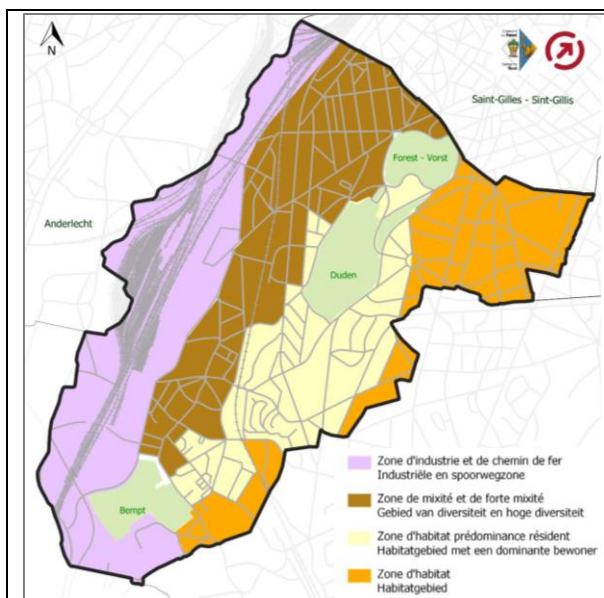 N
Saint-Gilles - Sint-Gillis
Forest - Vorst
Anderlecht
Duden
Bempt
Zone d'industrie et de chemin de fer
Industriële en spoorwegzone
Zone de mixité et de forte mixité
Gebied van diversiteit en hoge diversiteit
Zone d'habitat prédominance résident
Habitatgebied met een dominante bewoner
Zone d'habitat
Habitatgebied